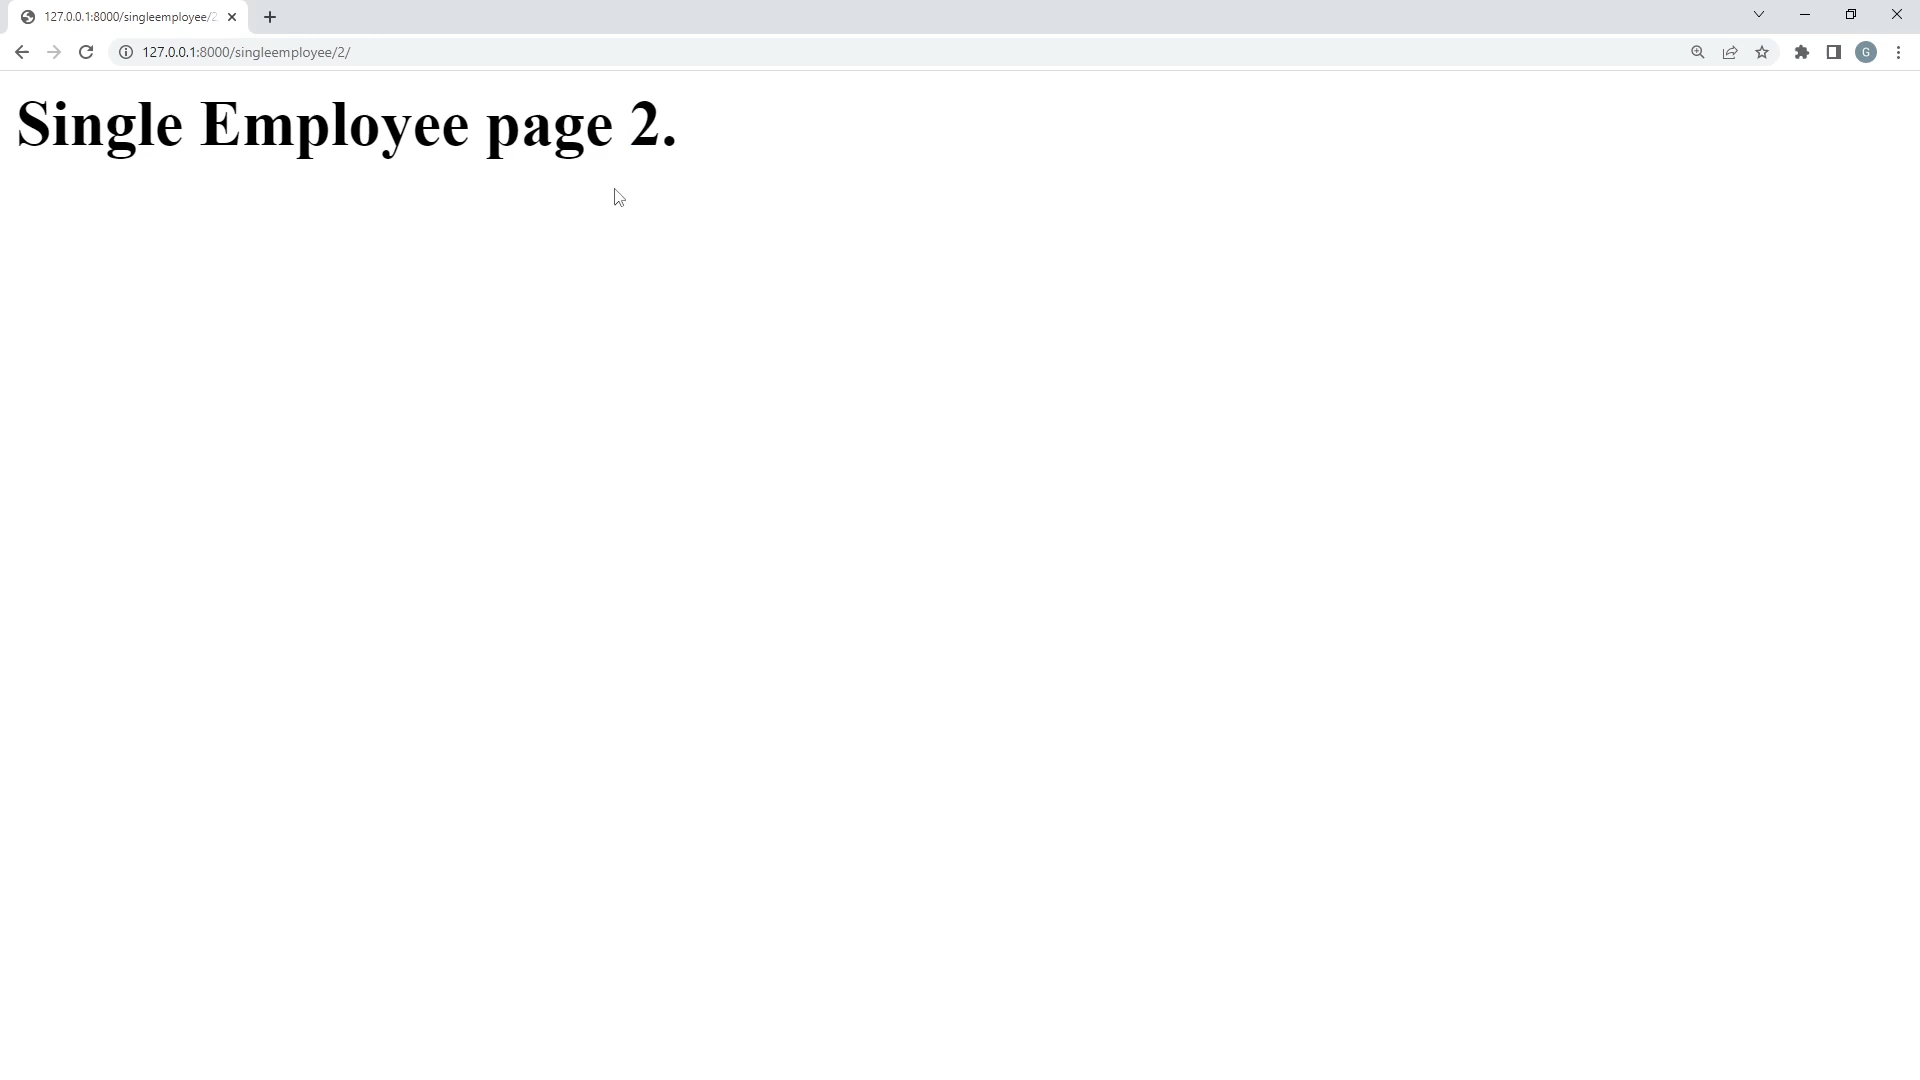 127.0.0.1:8000/singleemployee/2
127.0.0.1:8000/singleemployee/2/
G
Single Employee page 2.